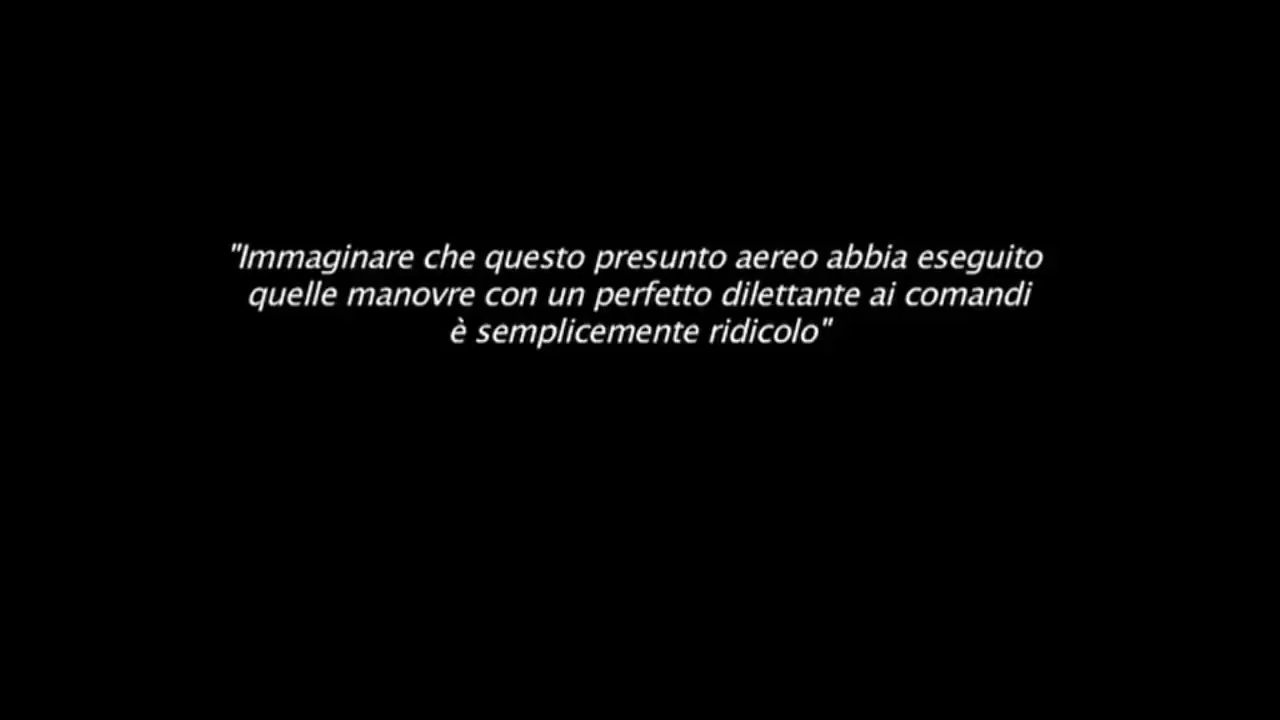 "Immaginare che questo presunto aereo abbia eseguito
quelle manovre con un perfetto dilettante ai comandi
è semplicemente ridicolo"